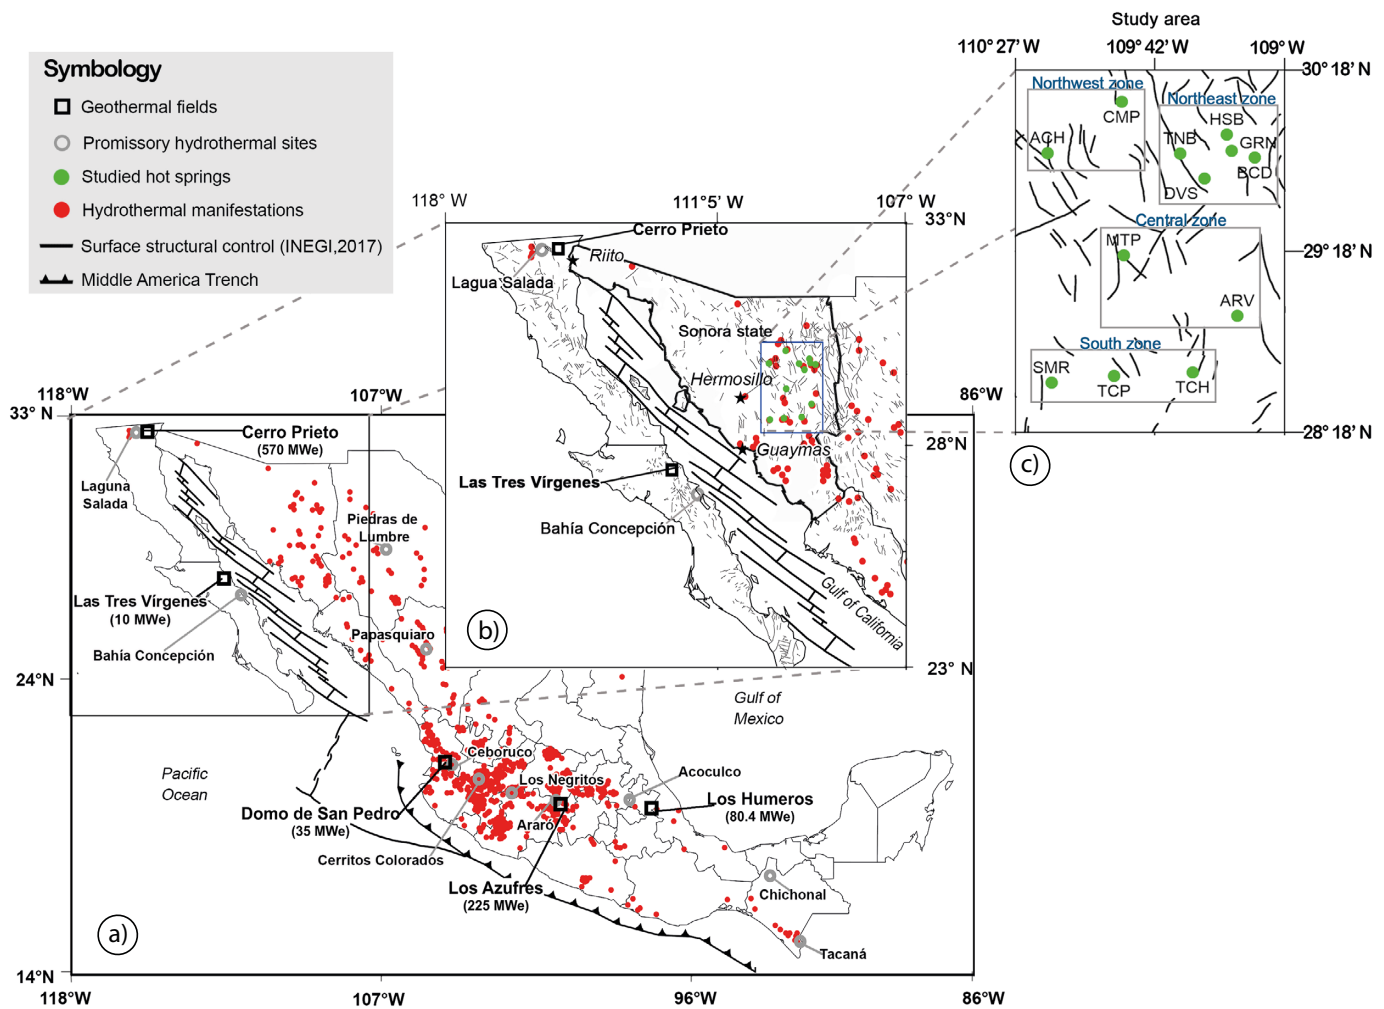 Symbology
Geothermal fields
Promissory hydrothermal sites
Studied hot springs
Hydrothermal manifestations
Surface structural control (INEGI,2017)
Middle America Trench
Study area
110° 27' W
109° 42' W
109° W
30° 18' N
Northwest zone
Northeast zone
CMP
HSB
ACH
TNB
GRN
BCD
DVS
Central zone
MTP
29° 18' N
ARV
South zone
SMR
TCP
TCH
28° 18' N
c)
118° W
111°5' W
107° W
33° N
Cerro Prieto
Riito
Lagua Salada
Sonora state
Hermosillo
28° N
Guaymas
Las Tres Vírgenes
Bahía Concepción
Gulf of California
b)
23° N
118°W
107°W
86°W
33° N
Cerro Prieto
(570 MWe)
Laguna
Salada
Piedras de
Lumbre
Las Tres Vírgenes
(10 MWe)
Papasquiaro
Bahía Concepción
24°N
Gulf of
Mexico
Pacific
Ocean
Ceboruco
Los Negritos
Acoculco
Los Humeros
(80.4 MWe)
Domo de San Pedro
(35 MWe)
Araró
Cerritos Colorados
Los Azufres
(225 MWe)
Chichonal
Tacaná
a)
14°N
118°W
107°W
96°W
86°W